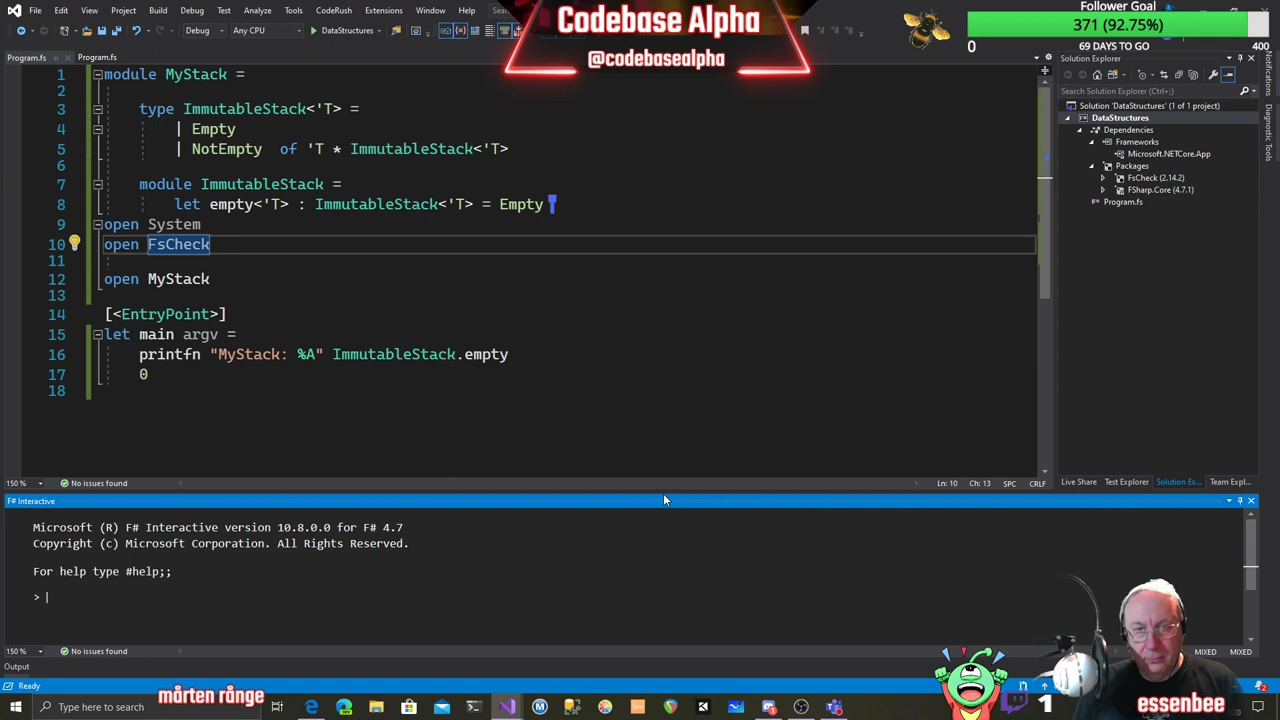 File Edit View Git Project Build Debug Test Analyze Tools CodeRush Extensions Window Help
Debug Any CPU DataStructures
Program.fs Program.fs
1 module MyStack =
2
3 type ImmutableStack<'T> =
4 | Empty
5 | NotEmpty of 'T * ImmutableStack<'T>
6
7 module ImmutableStack =
8 let empty<'T> : ImmutableStack<'T> = Empty
9 open System
10 open FsCheck
11
12 open MyStack
13
14 [<EntryPoint>]
15 let main argv =
16 printfn "MyStack: %A" ImmutableStack.empty
17 0
18
150 % No issues found Ln: 10 Ch: 13 SPC CRLF
F# Interactive
Microsoft (R) F# Interactive version 10.8.0.0 for F# 4.7
Copyright (c) Microsoft Corporation. All Rights Reserved.
For help type #help;;
>
150 % No issues found MIXED MIXED
Output
Ready
Codebase Alpha
@codebasealpha
Follower Goal
371 (92.75%)
0 69 DAYS TO GO 400
Solution Explorer
Search Solution Explorer (Ctrl+;)
Solution 'DataStructures' (1 of 1 project)
DataStructures
Dependencies
Frameworks
Microsoft.NETCore.App
Packages
FsCheck (2.14.2)
FSharp.Core (4.7.1)
Program.fs
Live Share Test Explorer Solution Ex... Team Expl...
Notifications
Diagnostic Tools
mårten rånge
1
essenbee
Type here to search